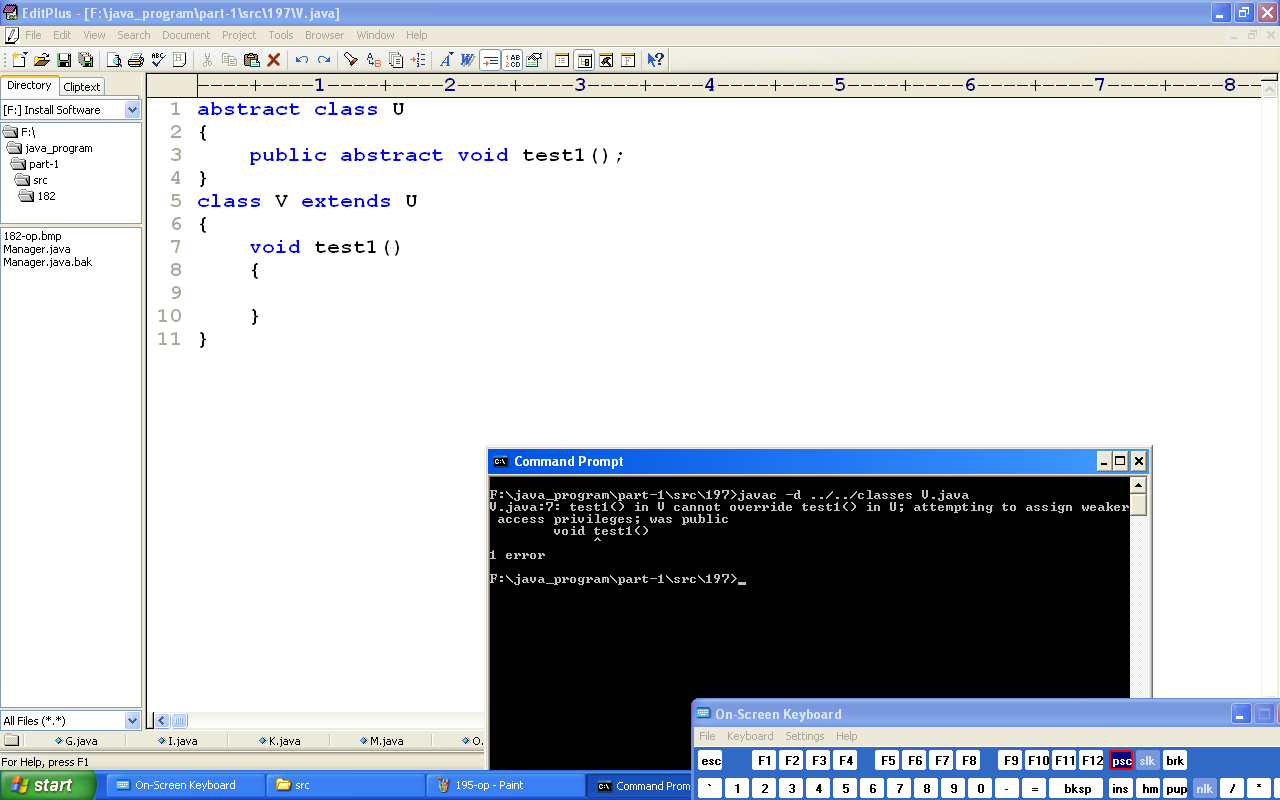 EditPlus - [F:\java_program\part-1\src\197\V.java]
File Edit View Search Document Project Tools Browser Window Help
Directory Cliptext
[F:] Install Software
F:\
java_program
part-1
src
182
182-op.bmp
Manager.java
Manager.java.bak
All Files (*.*)
----+----1----+----2----+----3----+----4----+----5----+----6----+----7----+----8--
1 abstract class U
2 {
3 public abstract void test1();
4 }
5 class V extends U
6 {
7 void test1()
8 {
9
10 }
11 }
Command Prompt
F:\java_program\part-1\src\197>javac -d ../../classes V.java
V.java:7: test1() in V cannot override test1() in U; attempting to assign weaker
access privileges; was public
void test1()
^
1 error
F:\java_program\part-1\src\197>_
On-Screen Keyboard
File Keyboard Settings Help
esc F1 F2 F3 F4 F5 F6 F7 F8 F9 F10 F11 F12 psc slk brk
` 1 2 3 4 5 6 7 8 9 0 - = bksp ins hm pup nlk / *
G.java I.java K.java M.java O.
For Help, press F1
start On-Screen Keyboard src 195-op - Paint Command Prom